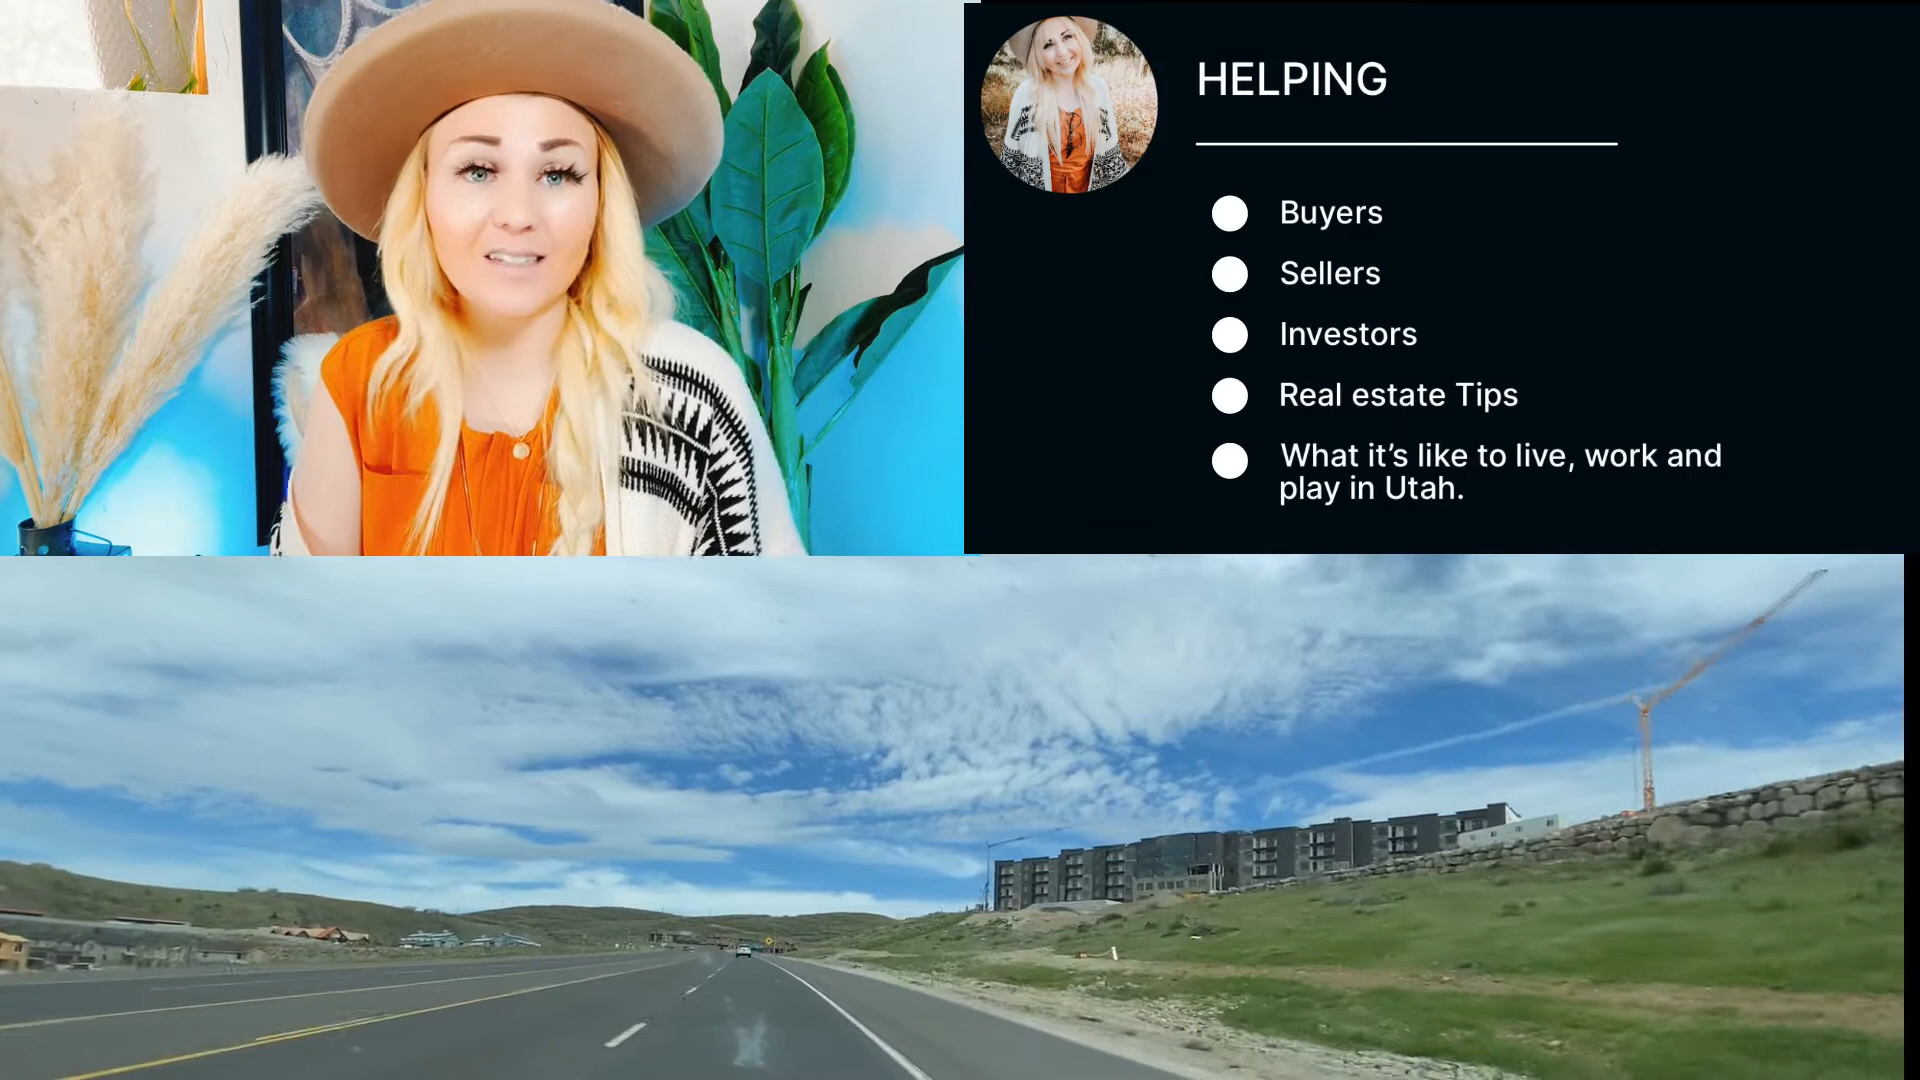 HELPING
Buyers
Sellers
Investors
Real estate Tips
What it’s like to live, work and
play in Utah.